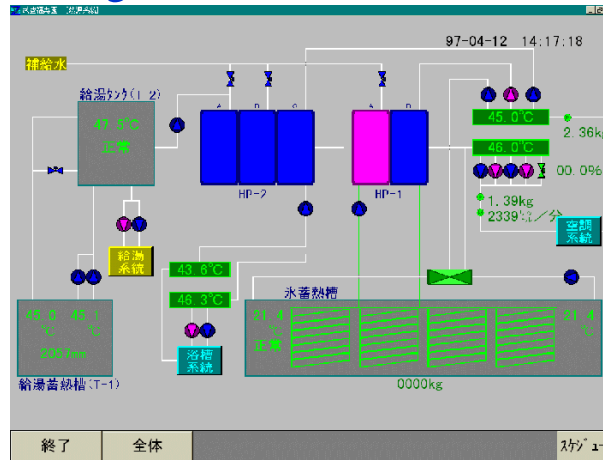 97-04-12 14:17:18
補給水
給湯タンク(T-2)
47.5℃
正常
45.0℃
2.36k
46.0℃
00.0%
A B C
A B
HP-2
HP-1
1.39kg
2339㍑/分
空調
系統
給湯
系統
43.6℃
46.3℃
氷蓄熱槽
45.0 45.1
℃ ℃
2057mm
21.4
℃
正常
21.4
℃
浴槽
系統
給湯蓄熱槽(T-1)
0000kg
終了
全体
スケジュー